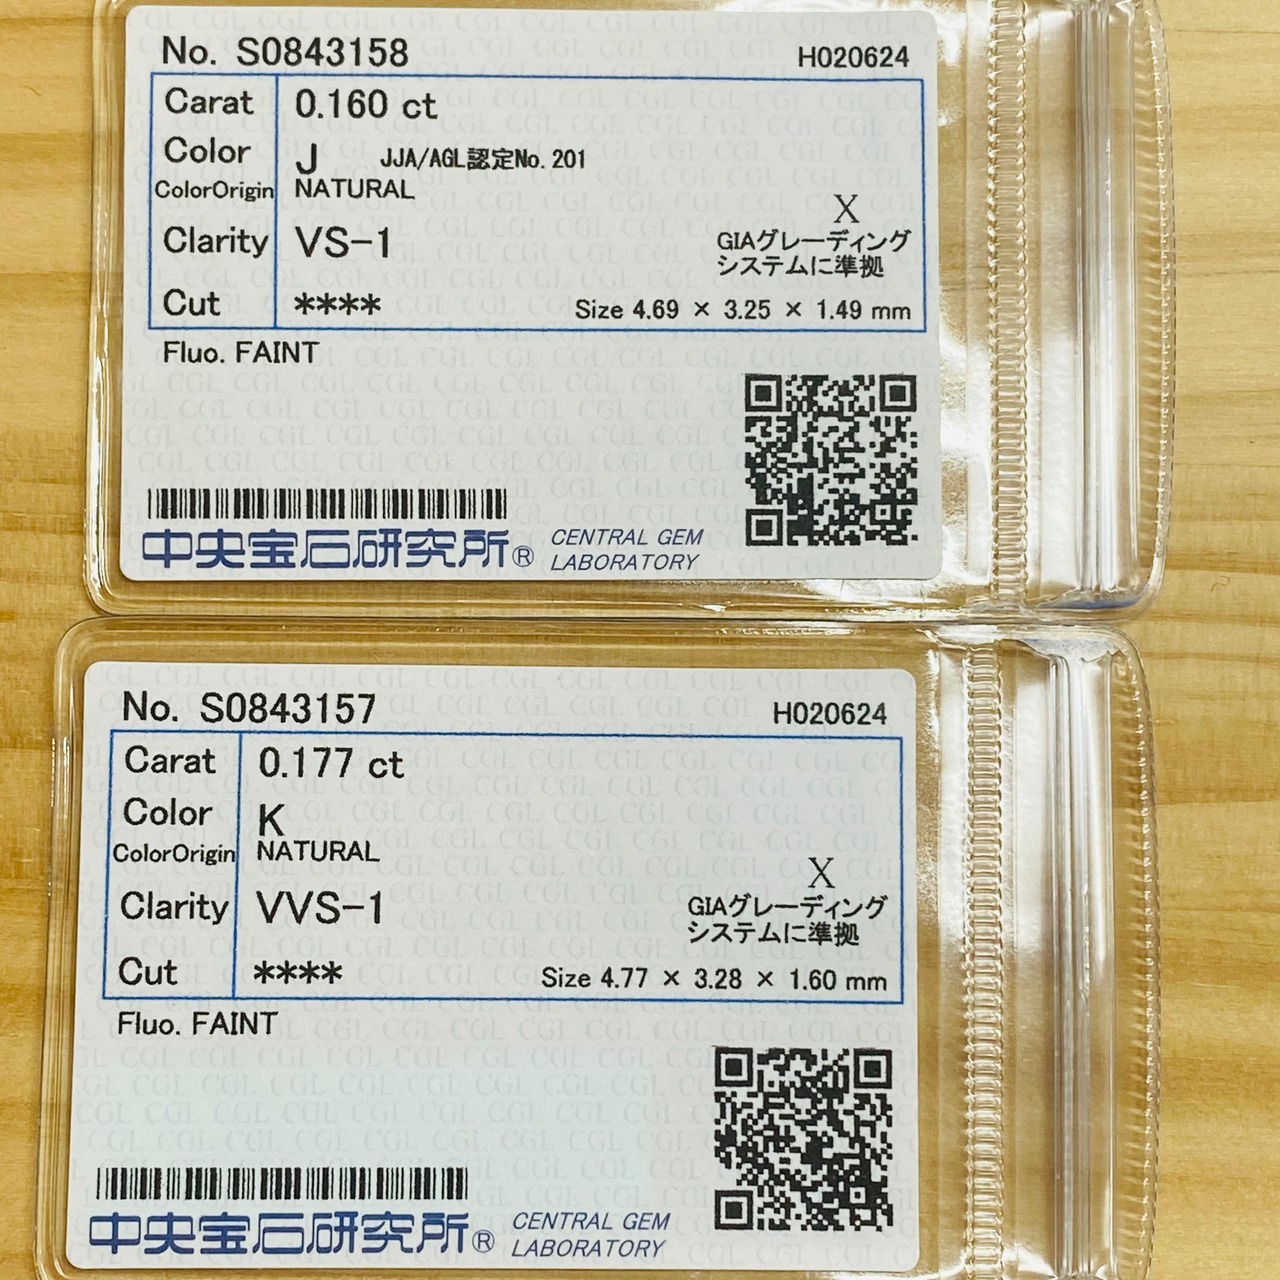 No. S0843158 H020624
Carat 0.160 ct
Color J JJA/AGL認定No. 201
ColorOrigin NATURAL
X
Clarity VS-1 GIAグレーディング
システムに準拠
Cut **** Size 4.69 × 3.25 × 1.49 mm
Fluo. FAINT
中央宝石研究所® CENTRAL GEM
LABORATORY
No. S0843157 H020624
Carat 0.177 ct
Color K
ColorOrigin NATURAL
X
Clarity VVS-1 GIAグレーディング
システムに準拠
Cut **** Size 4.77 × 3.28 × 1.60 mm
Fluo. FAINT
中央宝石研究所® CENTRAL GEM
LABORATORY